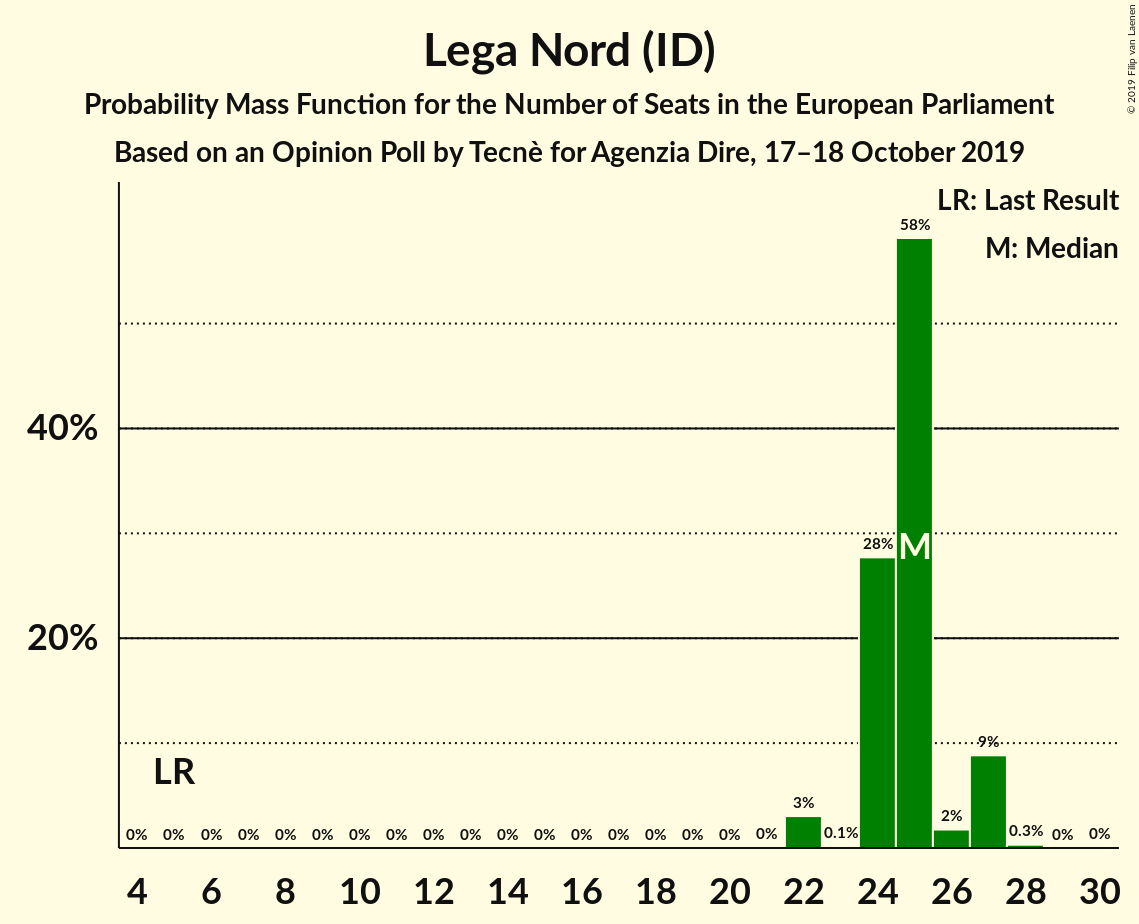 Lega Nord (ID)
Probability Mass Function for the Number of Seats in the European Parliament
Based on an Opinion Poll by Tecnè for Agenzia Dire, 17–18 October 2019
© 2019 Filip van Laenen
LR: Last Result
M: Median
58%
40%
28%
M
20%
9%
LR
3%
2%
0% 0% 0% 0% 0% 0% 0% 0% 0% 0% 0% 0% 0% 0% 0% 0% 0% 0% 0.1% 0.3% 0% 0%
4 6 8 10 12 14 16 18 20 22 24 26 28 30